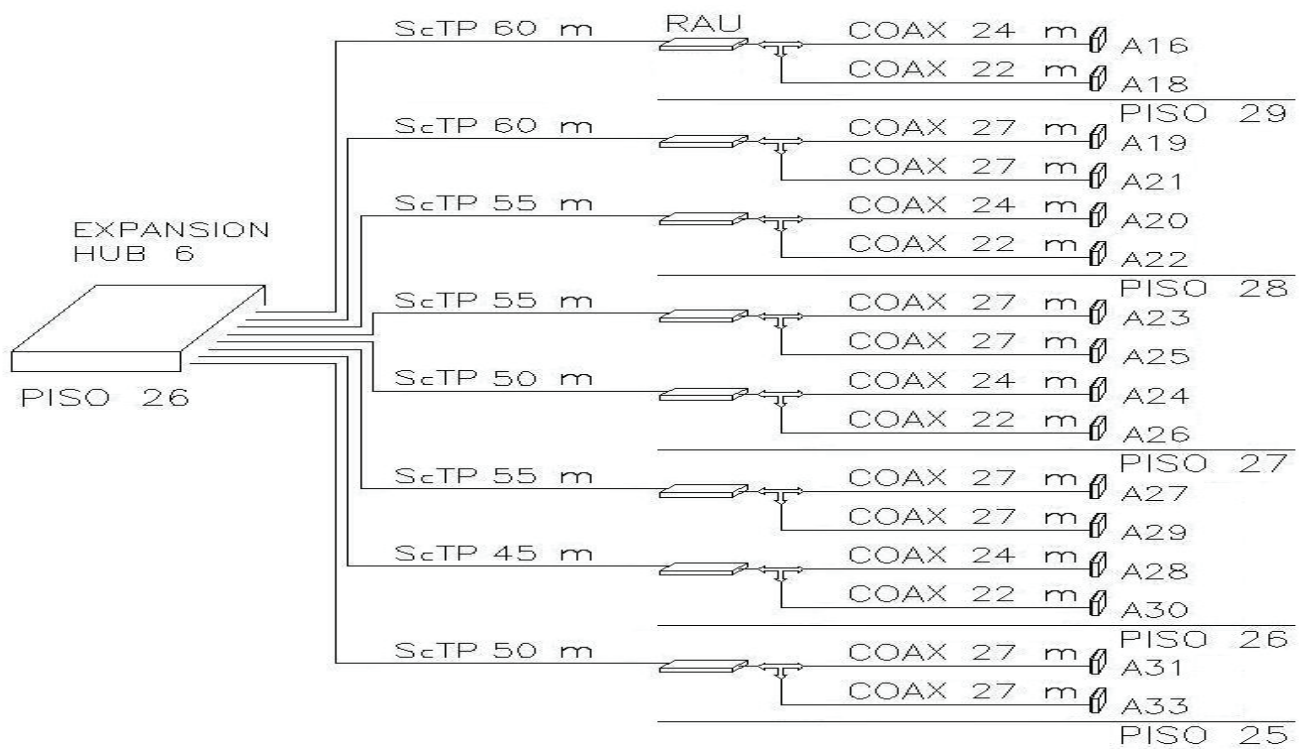 ScTP 60 m
RAU
COAX 24 m
A16
COAX 22 m
A18
PISO 29
ScTP 60 m
COAX 27 m
A19
COAX 27 m
A21
ScTP 55 m
COAX 24 m
A20
COAX 22 m
A22
PISO 28
EXPANSION
HUB 6
PISO 26
ScTP 55 m
COAX 27 m
A23
COAX 27 m
A25
ScTP 50 m
COAX 24 m
A24
COAX 22 m
A26
PISO 27
ScTP 55 m
COAX 27 m
A27
COAX 27 m
A29
ScTP 45 m
COAX 24 m
A28
COAX 22 m
A30
PISO 26
ScTP 50 m
COAX 27 m
A31
COAX 27 m
A33
PISO 25